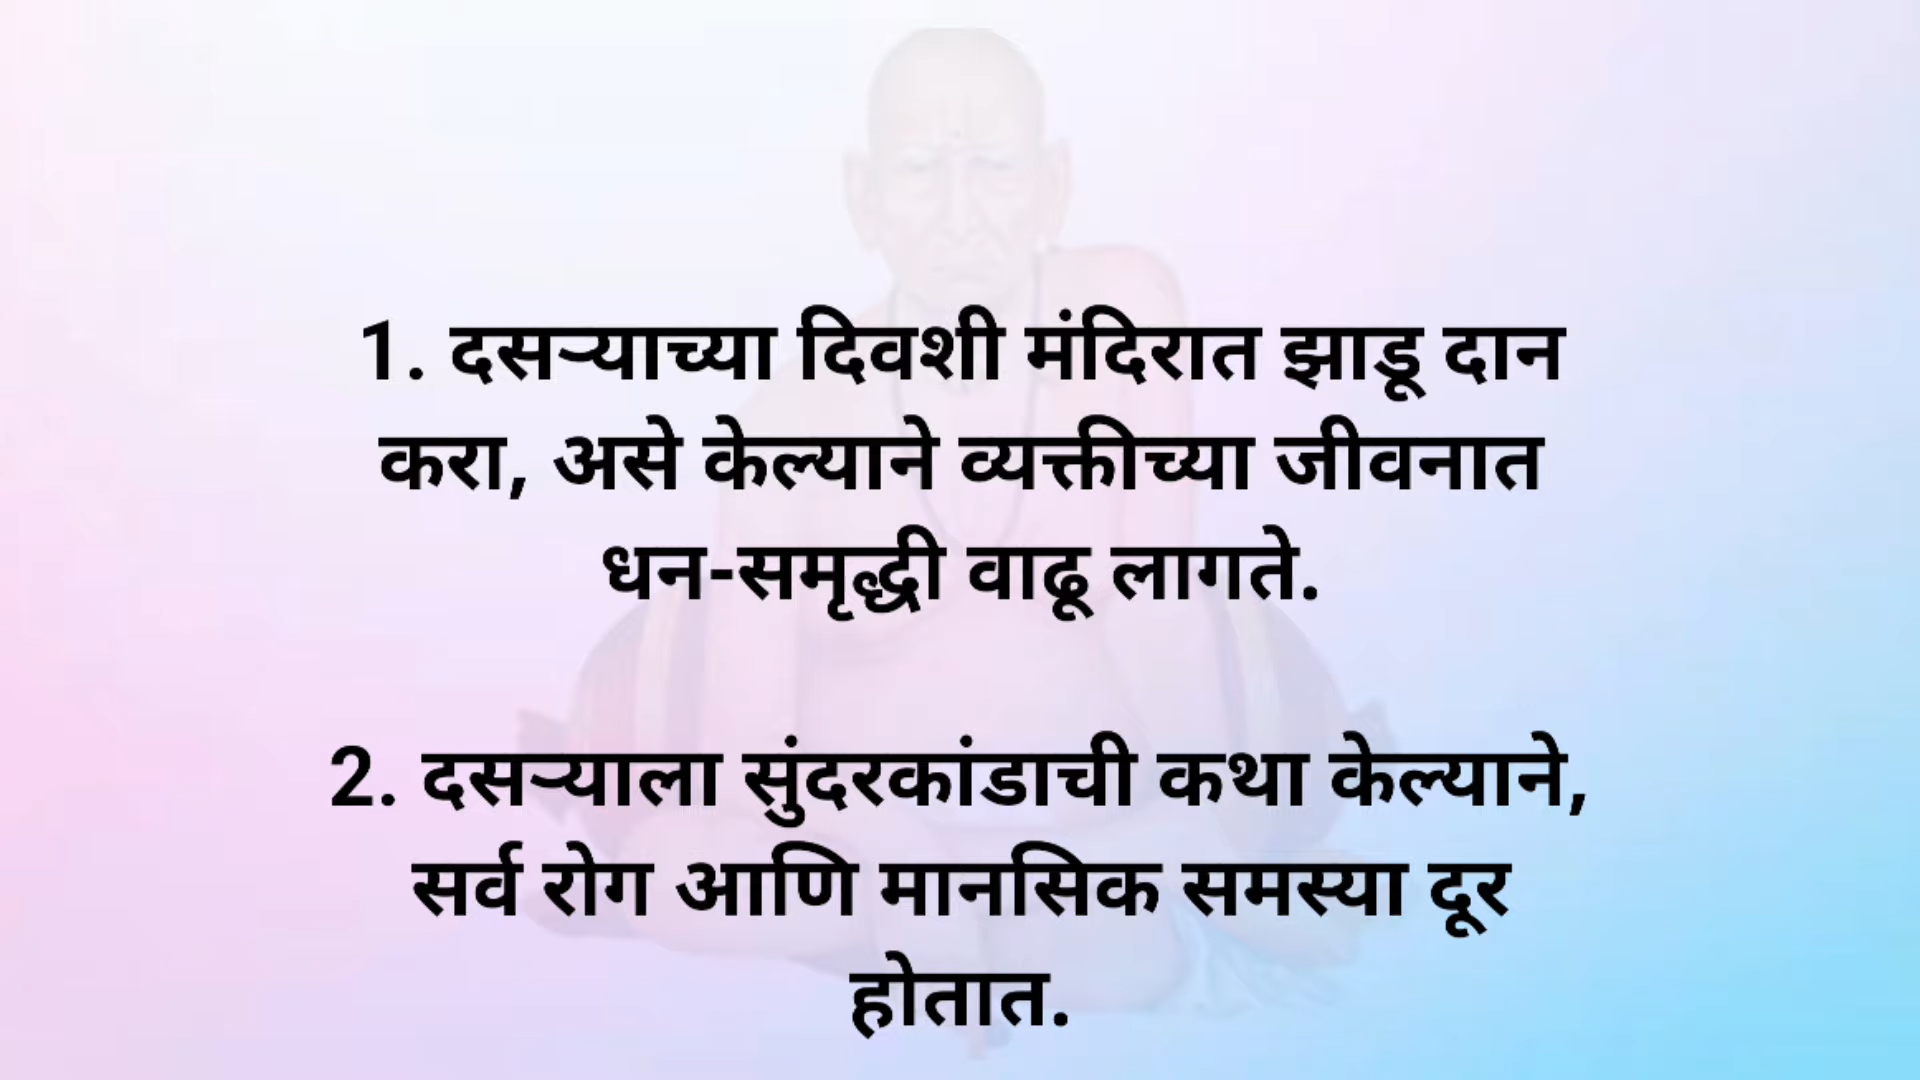 1. दसऱ्याच्या दिवशी मंदिरात झाडू दान
करा, असे केल्याने व्यक्तीच्या जीवनात
धन-समृद्धी वाढू लागते.
2. दसऱ्याला सुंदरकांडाची कथा केल्याने,
सर्व रोग आणि मानसिक समस्या दूर
होतात.